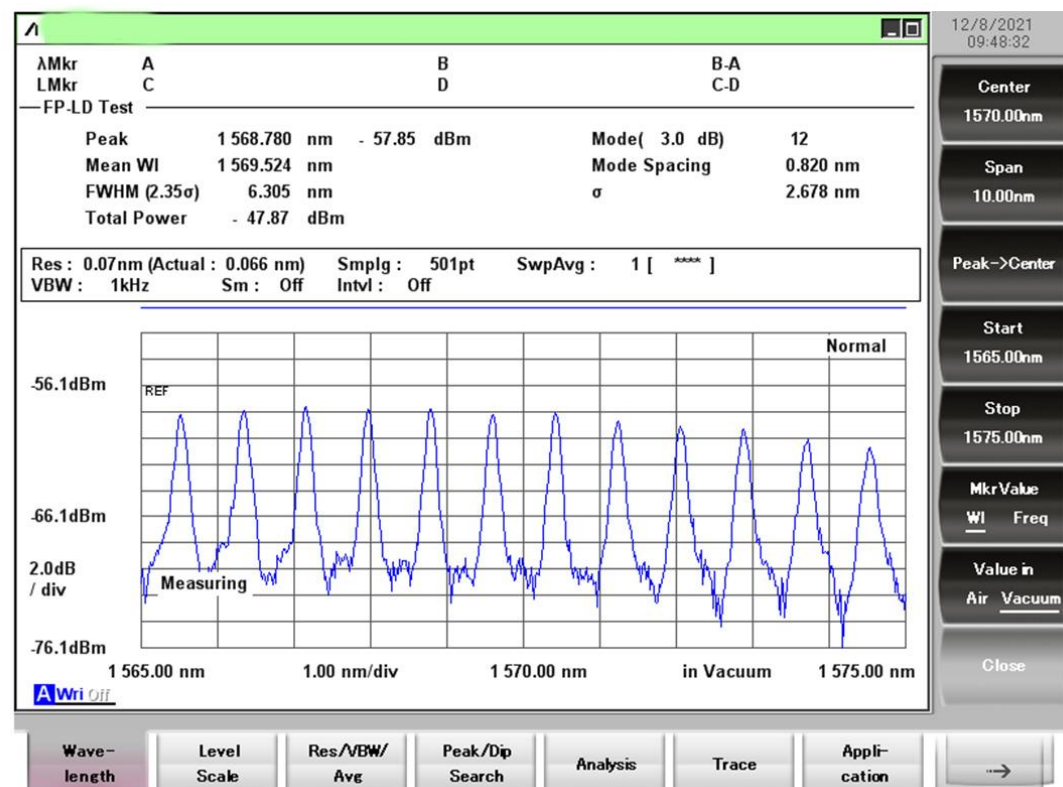 12/8/2021
09:48:32
λMkr A B B-A
LMkr C D C-D
FP-LD Test
Peak 1 568.780 nm - 57.85 dBm Mode( 3.0 dB) 12
Mean Wl 1 569.524 nm Mode Spacing 0.820 nm
FWHM (2.35σ) 6.305 nm σ 2.678 nm
Total Power - 47.87 dBm
Res : 0.07nm (Actual : 0.066 nm) Smplg : 501pt SwpAvg : 1 [ **** ]
VBW : 1kHz Sm : Off Intvl : Off
Normal
-56.1dBm
REF
-66.1dBm
2.0dB
/ div
Measuring
-76.1dBm
1 565.00 nm 1.00 nm/div 1 570.00 nm in Vacuum 1 575.00 nm
A Wri Off
Center
1570.00nm
Span
10.00nm
Peak->Center
Start
1565.00nm
Stop
1575.00nm
Mkr Value
Wl Freq
Value in
Air Vacuum
Close
Wave-
length
Level
Scale
Res/VBW/
Avg
Peak/Dip
Search
Analysis
Trace
Appli-
cation